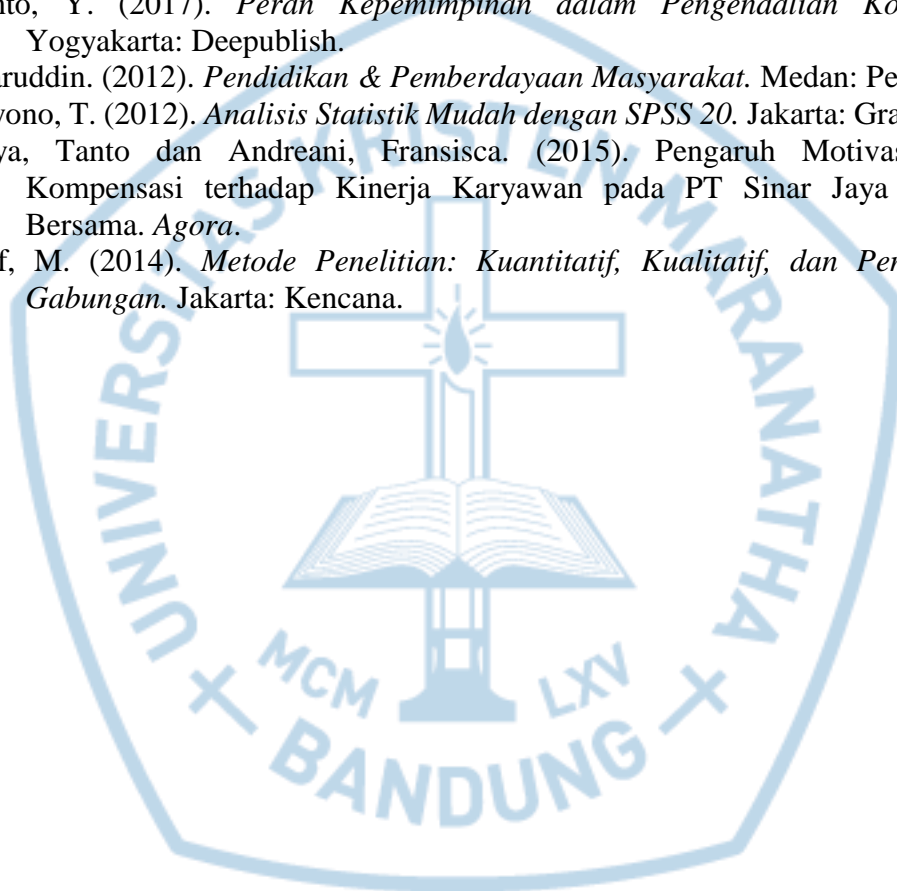 nto, Y. (2017). Peran Kepemimpinan dalam Pengendalian Ko
Yogyakarta: Deepublish.
aruddin. (2012). Pendidikan & Pemberdayaan Masyarakat. Medan: Pe
wono, T. (2012). Analisis Statistik Mudah dengan SPSS 20. Jakarta: Gra
ya, Tanto dan Andreani, Fransisca. (2015). Pengaruh Motivas
Kompensasi terhadap Kinerja Karyawan pada PT Sinar Jaya
Bersama. Agora.
f, M. (2014). Metode Penelitian: Kuantitatif, Kualitatif, dan Pen
Gabungan. Jakarta: Kencana.
UNIVERSITAS KRISTEN MARANATHA
MCM LXV
BANDUNG